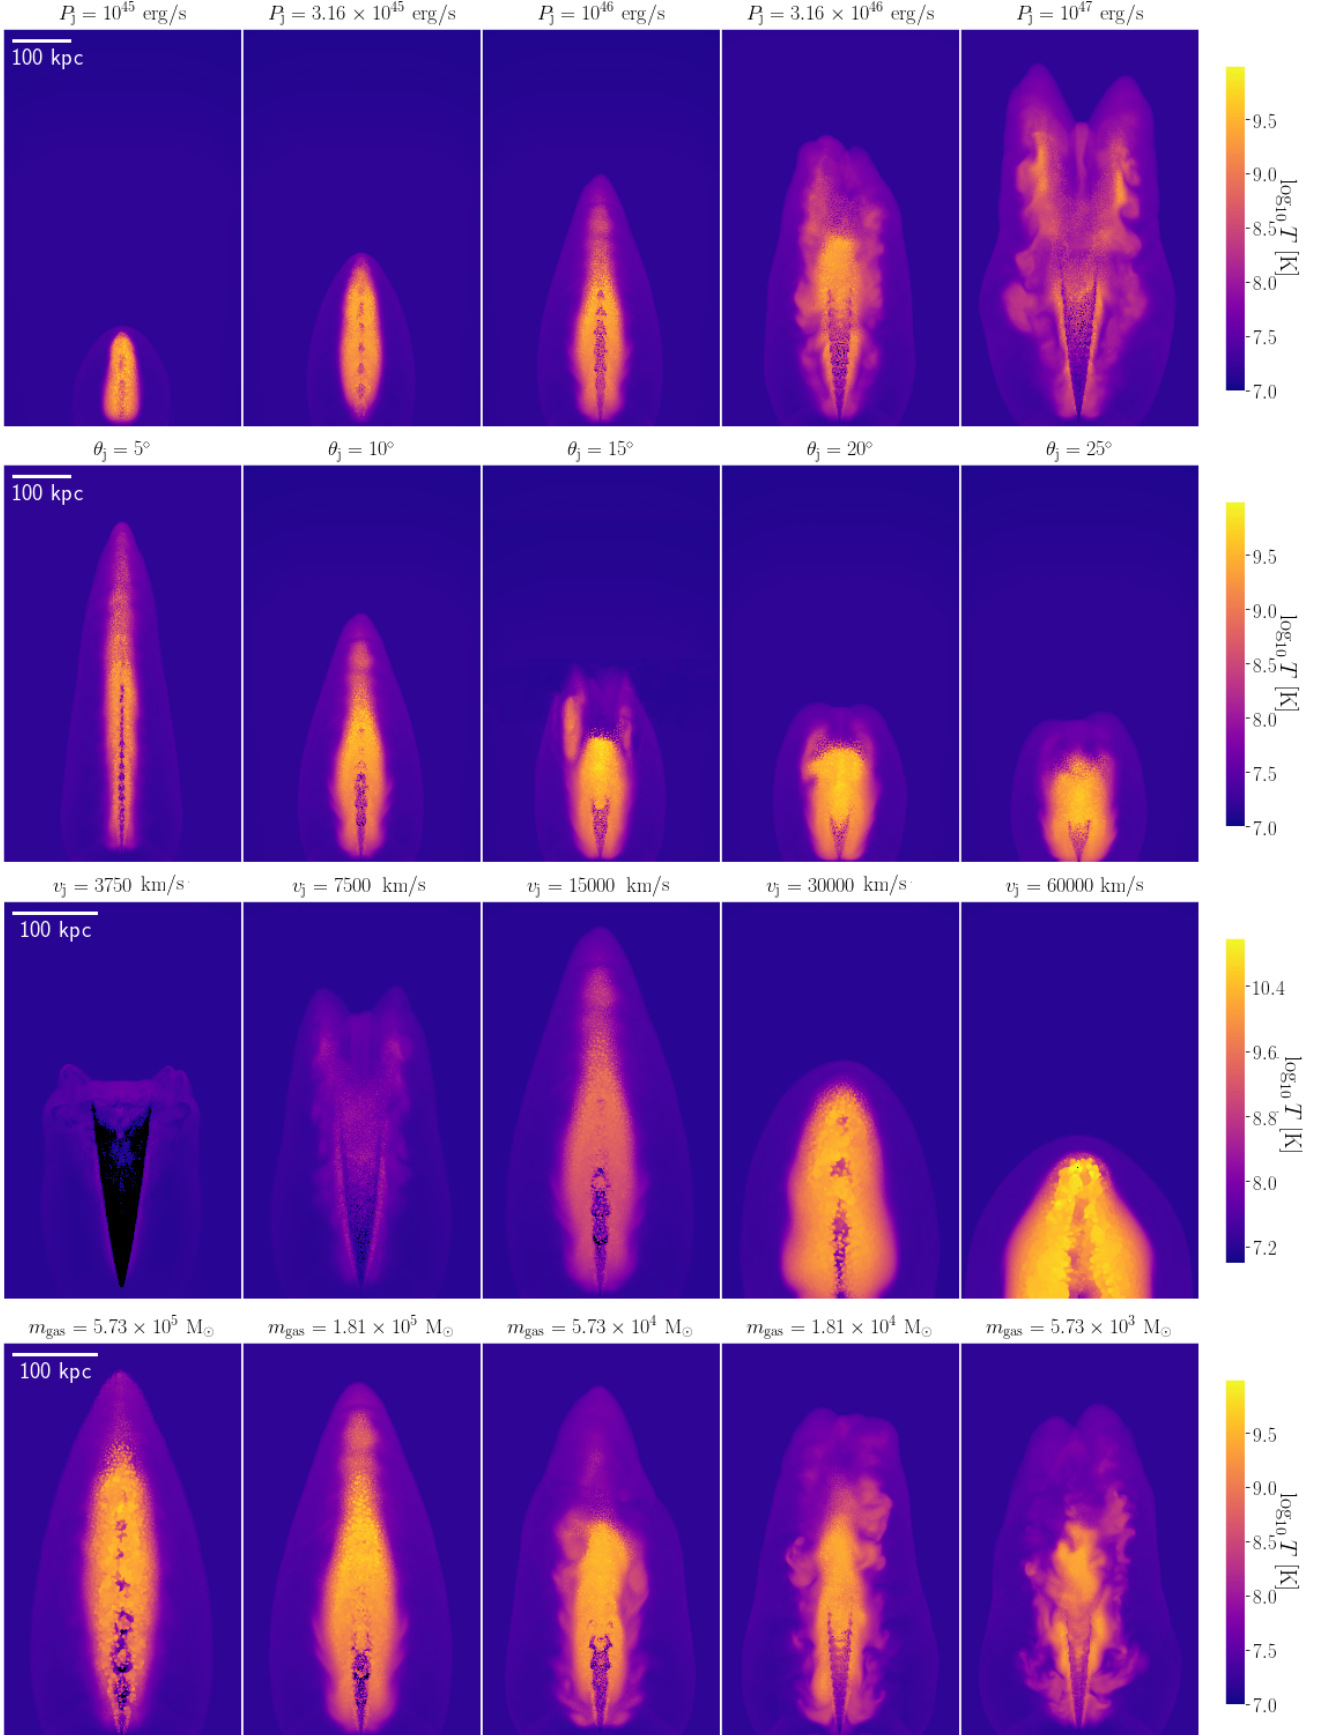 P_j = 10^45 erg/s P_j = 3.16 × 10^45 erg/s P_j = 10^46 erg/s P_j = 3.16 × 10^46 erg/s P_j = 10^47 erg/s
100 kpc
9.5
9.0
8.5
8.0
7.5
7.0
log₁₀ T [K]
θ_j = 5° θ_j = 10° θ_j = 15° θ_j = 20° θ_j = 25°
100 kpc
9.5
9.0
8.5
8.0
7.5
7.0
log₁₀ T [K]
v_j = 3750 km/s v_j = 7500 km/s v_j = 15000 km/s v_j = 30000 km/s v_j = 60000 km/s
100 kpc
10.4
9.6
8.8
8.0
7.2
log₁₀ T [K]
m_gas = 5.73 × 10^5 M_⊙ m_gas = 1.81 × 10^5 M_⊙ m_gas = 5.73 × 10^4 M_⊙ m_gas = 1.81 × 10^4 M_⊙ m_gas = 5.73 × 10^3 M_⊙
100 kpc
9.5
9.0
8.5
8.0
7.5
7.0
log₁₀ T [K]